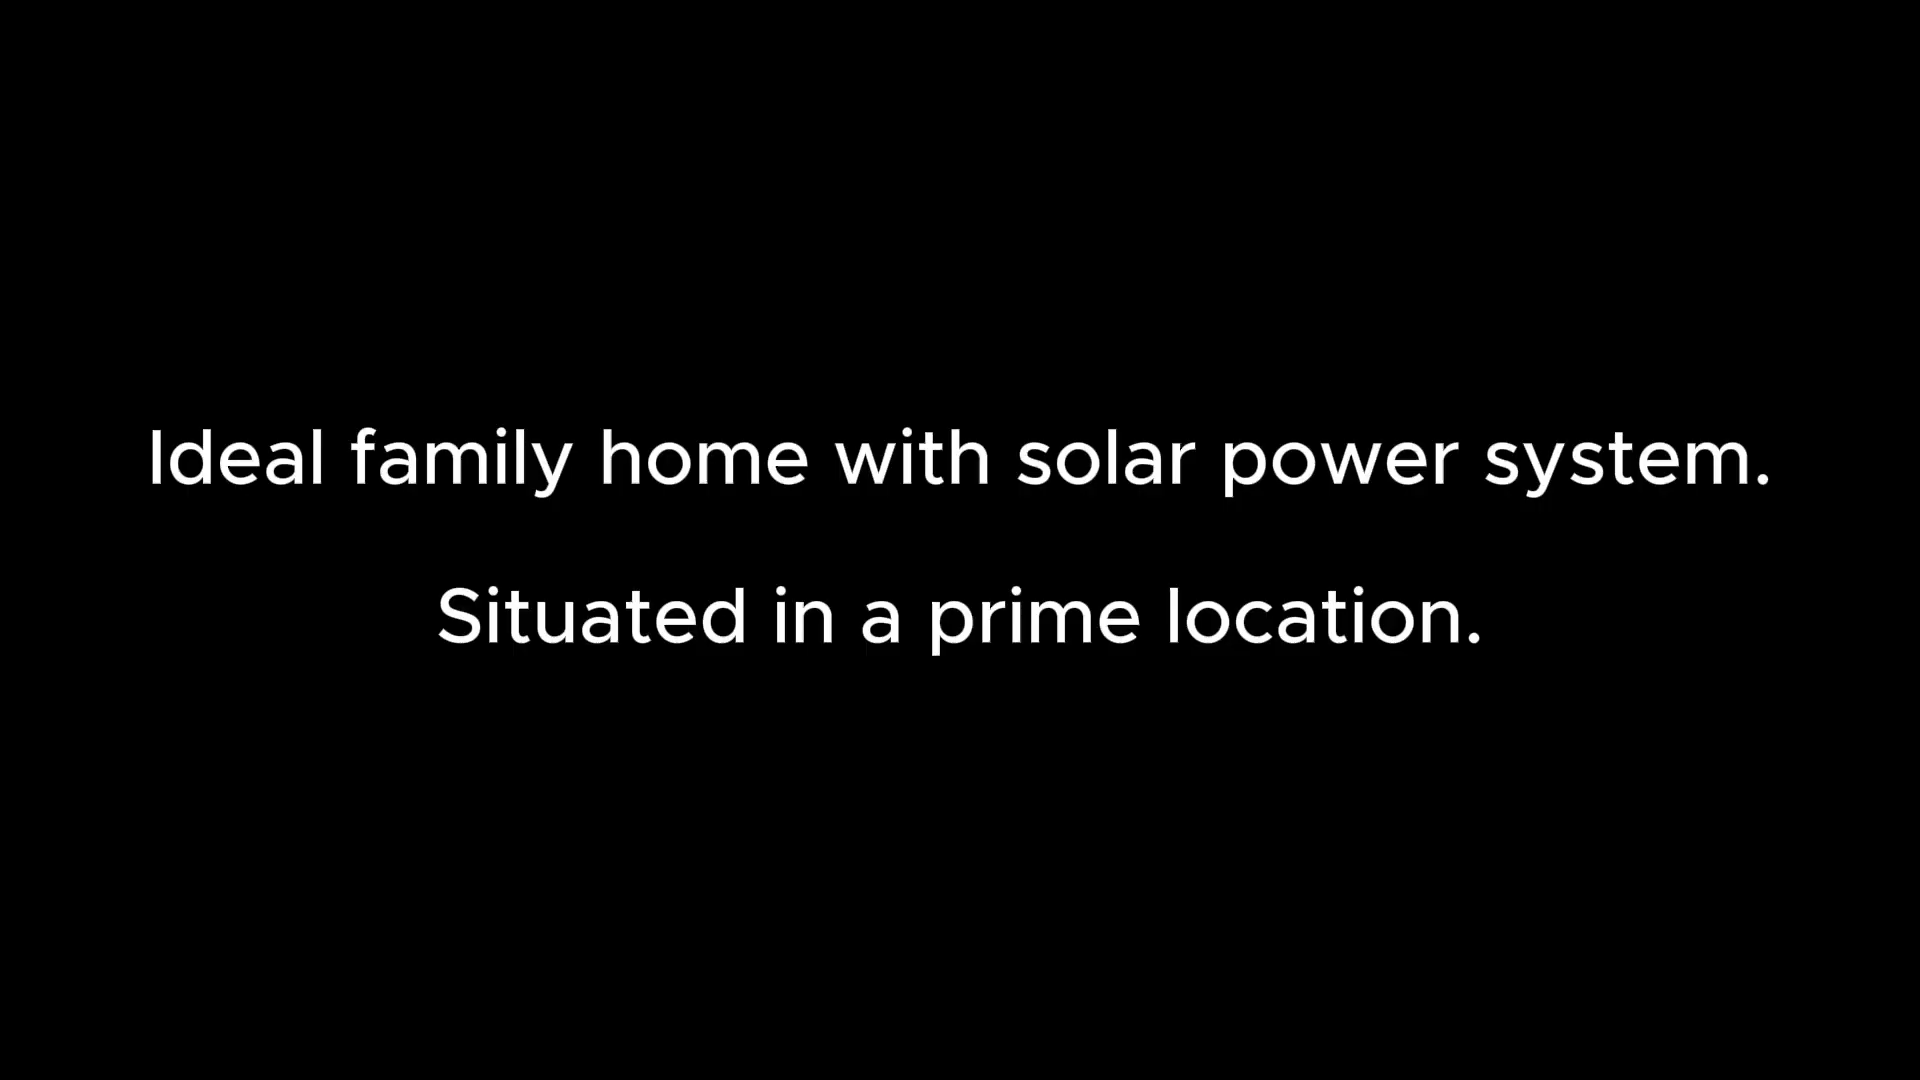 Ideal family home with solar power system.
Situated in a prime location.